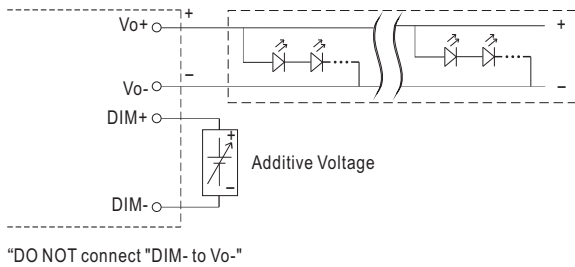 Vo+
+
+
Vo-
−
−
DIM+
+
Additive Voltage
−
DIM-
“DO NOT connect "DIM- to Vo-"